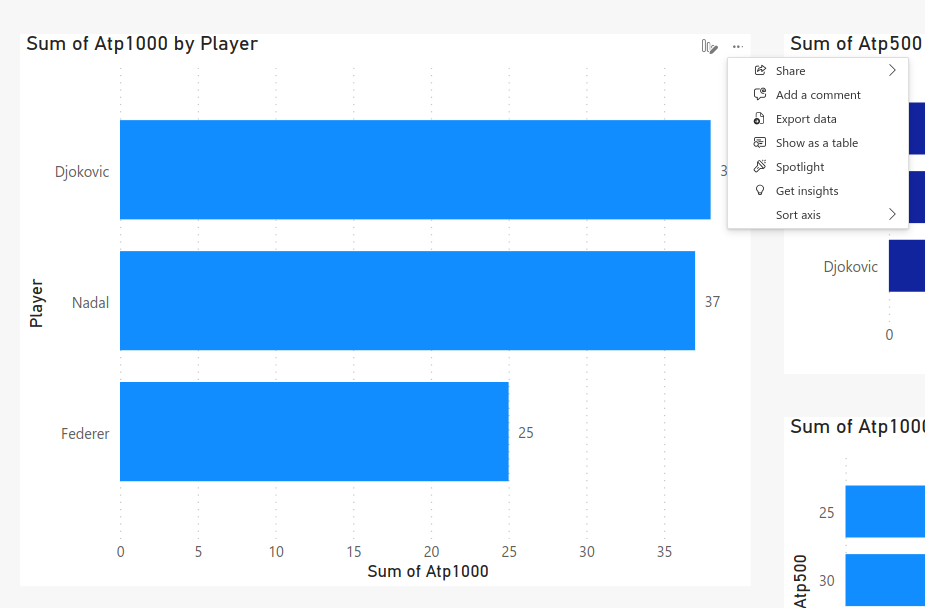 Sum of Atp1000 by Player
Djokovic
3
Nadal
37
Federer
25
Player
0 5 10 15 20 25 30 35
Sum of Atp1000
Share
Add a comment
Export data
Show as a table
Spotlight
Get insights
Sort axis
Sum of Atp500
Djokovic
0
Sum of Atp100
25
30
Atp500